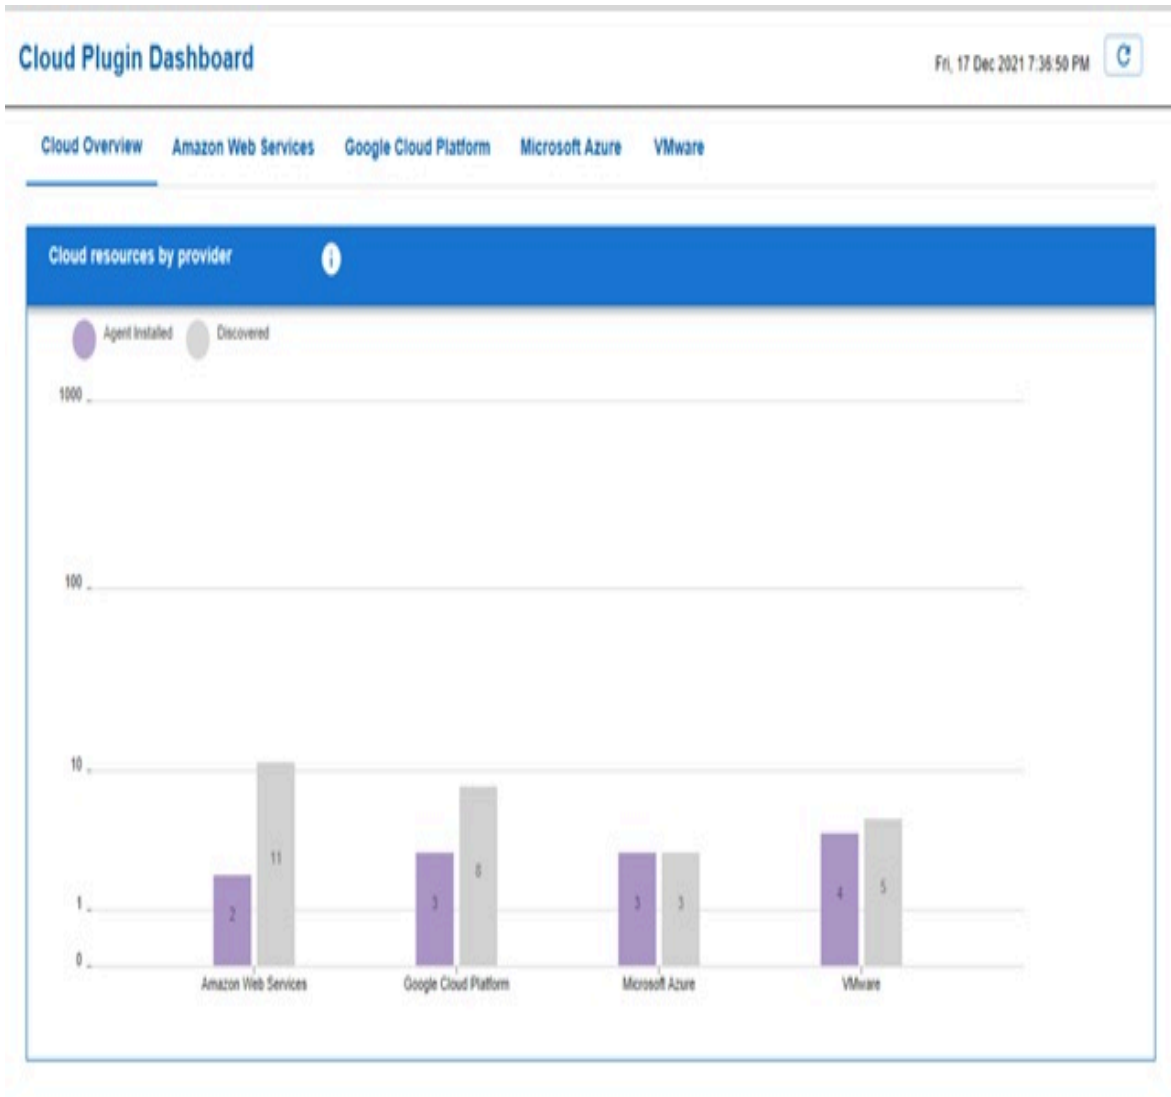 Cloud Plugin Dashboard
Fri, 17 Dec 2021 7:36:50 PM
Cloud Overview Amazon Web Services Google Cloud Platform Microsoft Azure VMware
Cloud resources by provider i
Agent Installed Discovered
1000
100
10
1
0
2 11 3 8 3 3 4 5
Amazon Web Services Google Cloud Platform Microsoft Azure VMware